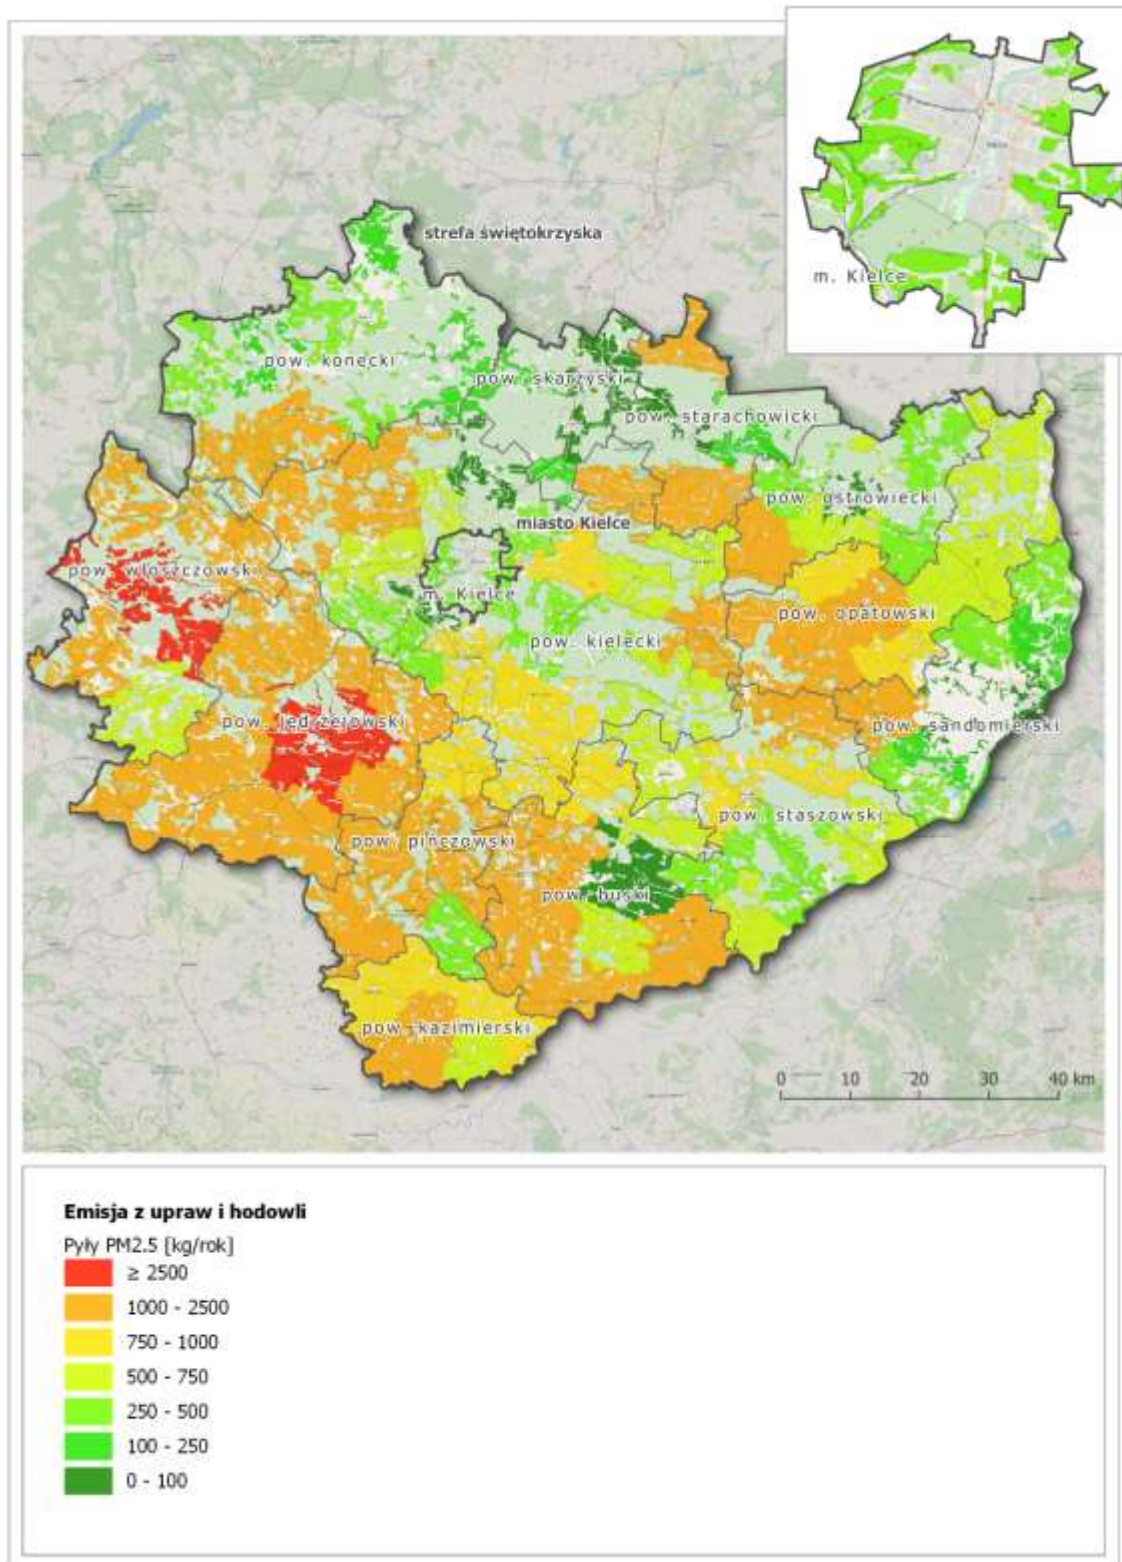 m. Kielce
strefa świętokrzyska
pow. konecki
pow. skarżyski
pow. starachowicki
pow. ostrowiecki
miasto Kielce
pow. włoszczowski
m. Kielce
pow. opatowski
pow. kielecki
pow. jędrzejowski
pow. sandomierski
pow. staszowski
pow. pińczowski
pow. buski
pow. kazimierski
0 10 20 30 40 km
Emisja z upraw i hodowli
Pyły PM2.5 [kg/rok]
≥ 2500
1000 - 2500
750 - 1000
500 - 750
250 - 500
100 - 250
0 - 100